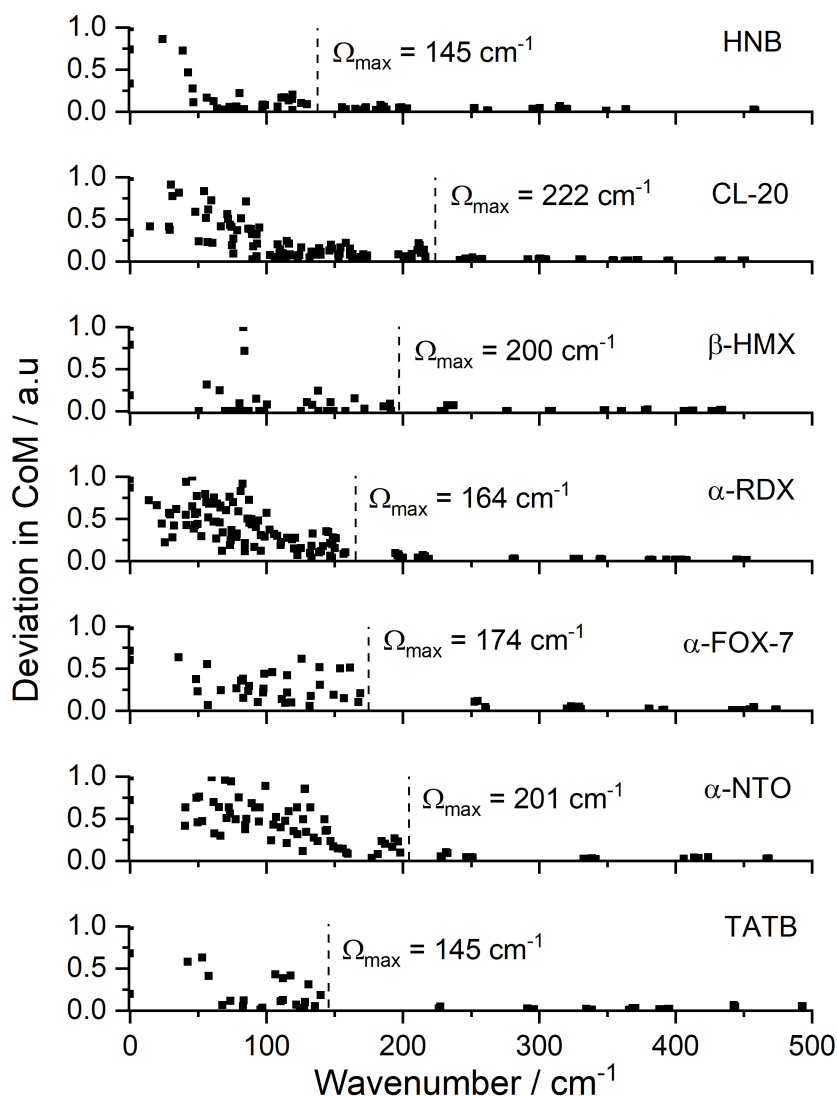 Deviation in CoM / a.u
1.0
0.5
0.0
Ωmax = 145 cm-1
HNB
1.0
0.5
0.0
Ωmax = 222 cm-1
CL-20
1.0
0.5
0.0
Ωmax = 200 cm-1
β-HMX
1.0
0.5
0.0
Ωmax = 164 cm-1
α-RDX
1.0
0.5
0.0
Ωmax = 174 cm-1
α-FOX-7
1.0
0.5
0.0
Ωmax = 201 cm-1
α-NTO
1.0
0.5
0.0
Ωmax = 145 cm-1
TATB
0 100 200 300 400 500
Wavenumber / cm-1